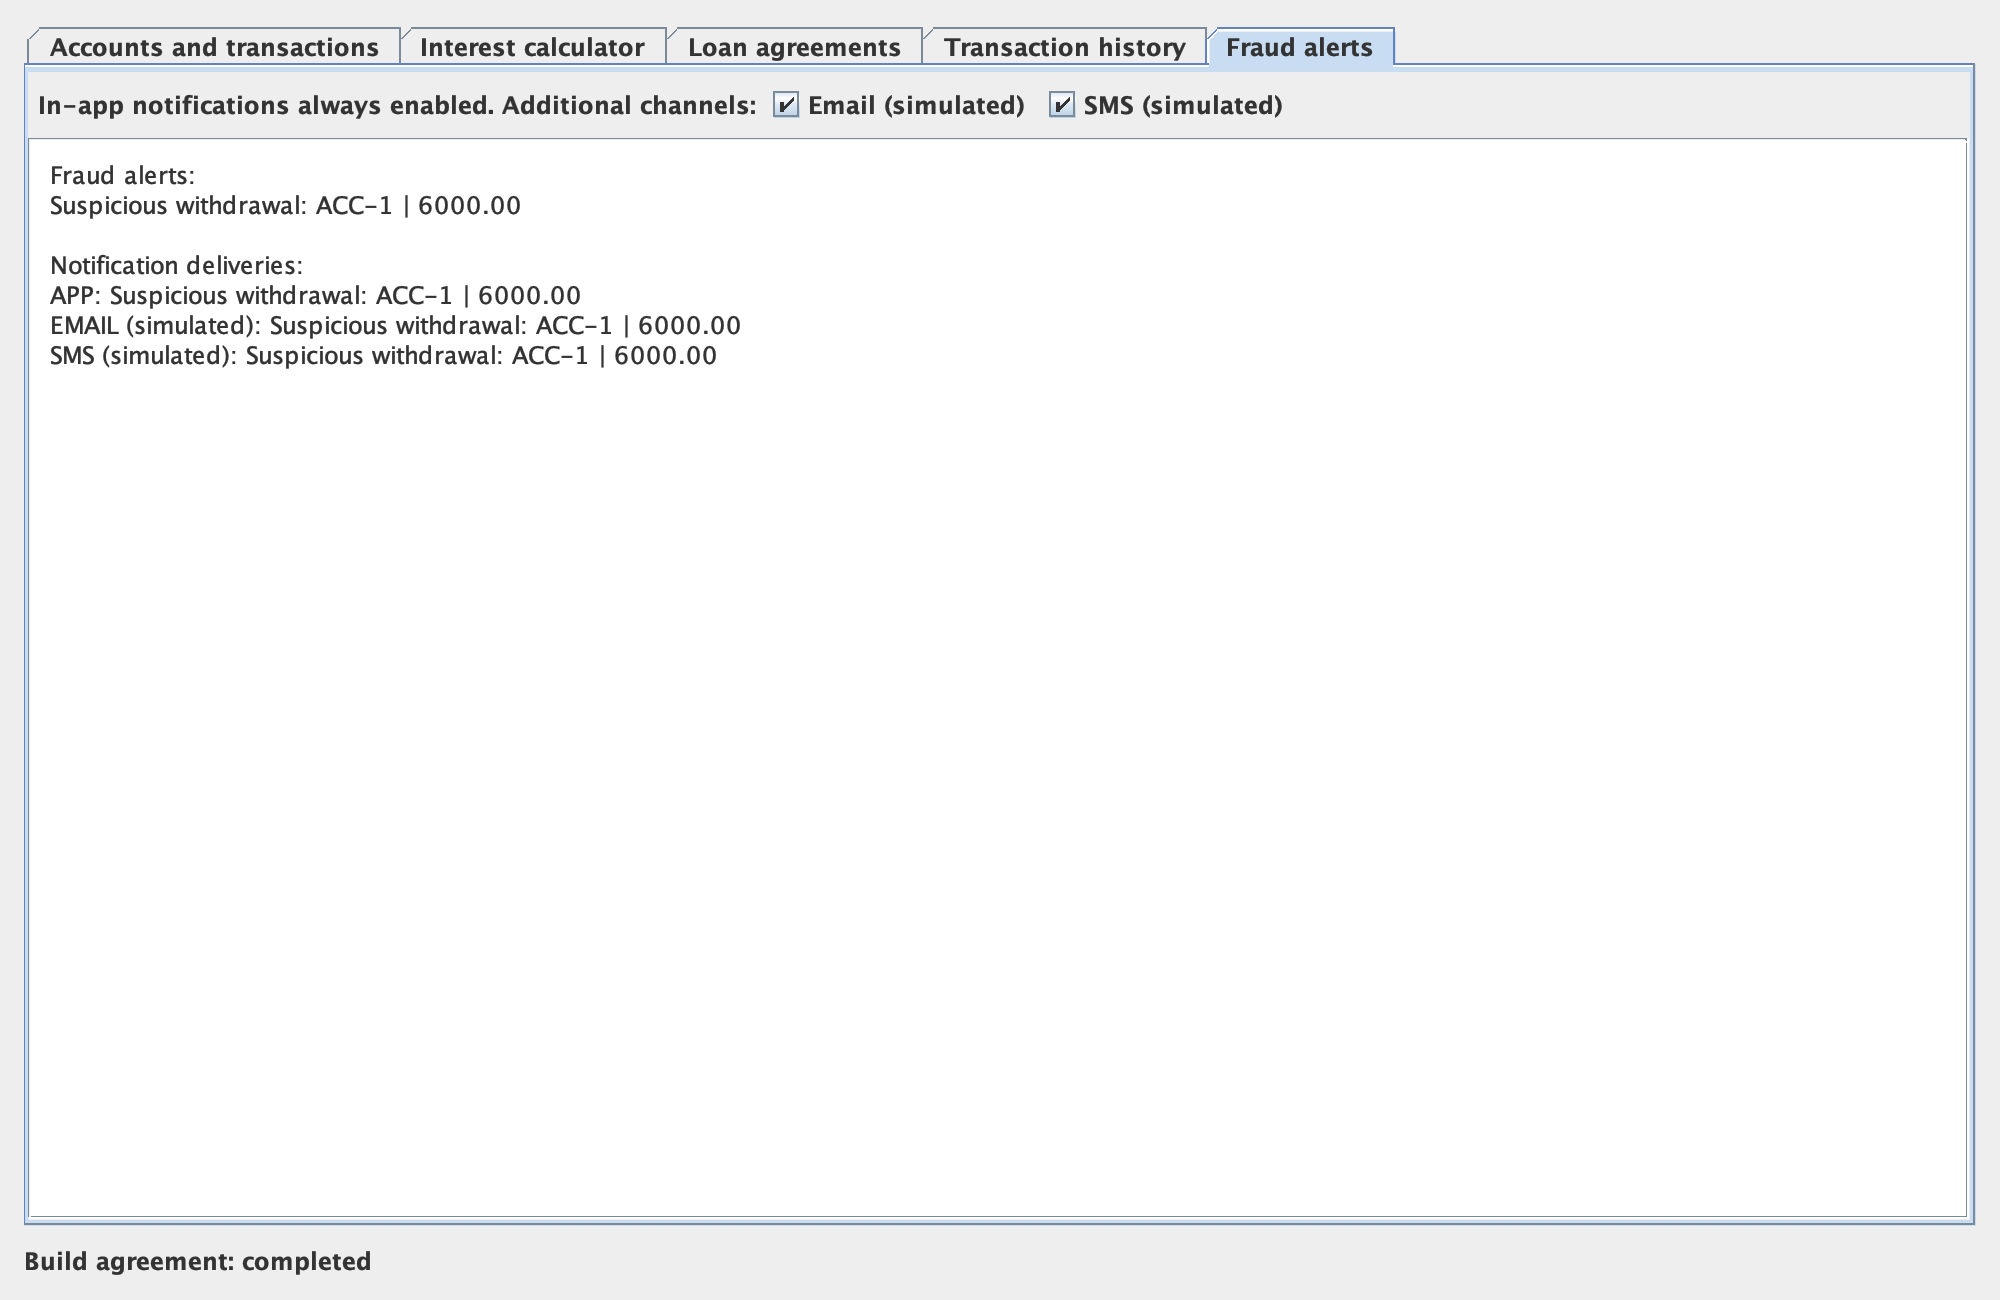 Accounts and transactions
Interest calculator
Loan agreements
Transaction history
Fraud alerts
In-app notifications always enabled. Additional channels: Email (simulated) SMS (simulated)
Fraud alerts:
Suspicious withdrawal: ACC-1 | 6000.00
Notification deliveries:
APP: Suspicious withdrawal: ACC-1 | 6000.00
EMAIL (simulated): Suspicious withdrawal: ACC-1 | 6000.00
SMS (simulated): Suspicious withdrawal: ACC-1 | 6000.00
Build agreement: completed